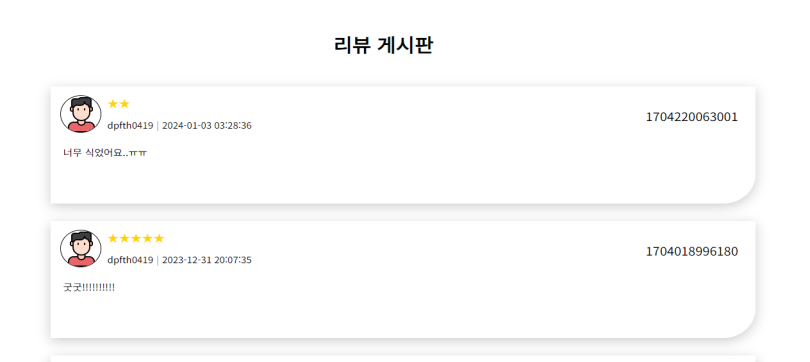 리뷰 게시판
★★
1704220063001
dpfth0419 | 2024-01-03 03:28:36
너무 식었어요..ㅠㅠ
★★★★★
1704018996180
dpfth0419 | 2023-12-31 20:07:35
굿굿!!!!!!!!!!